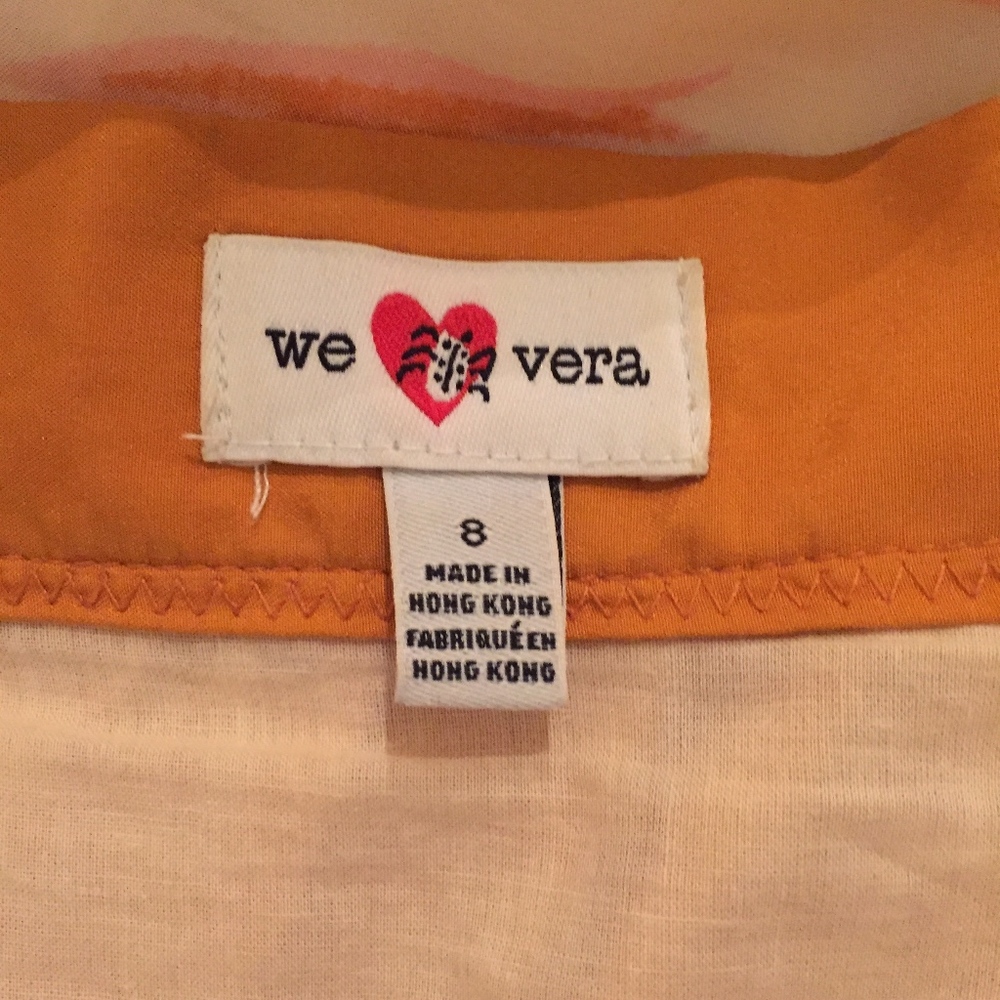 we vera
8
MADE IN
HONG KONG
FABRIQUÉ EN
HONG KONG